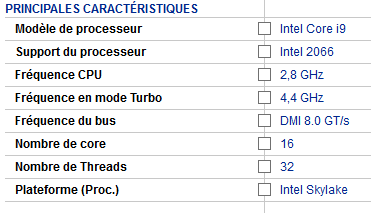 PRINCIPALES CARACTÉRISTIQUES
Modèle de processeur Intel Core i9
Support du processeur Intel 2066
Fréquence CPU 2,8 GHz
Fréquence en mode Turbo 4,4 GHz
Fréquence du bus DMI 8.0 GT/s
Nombre de core 16
Nombre de Threads 32
Plateforme (Proc.) Intel Skylake